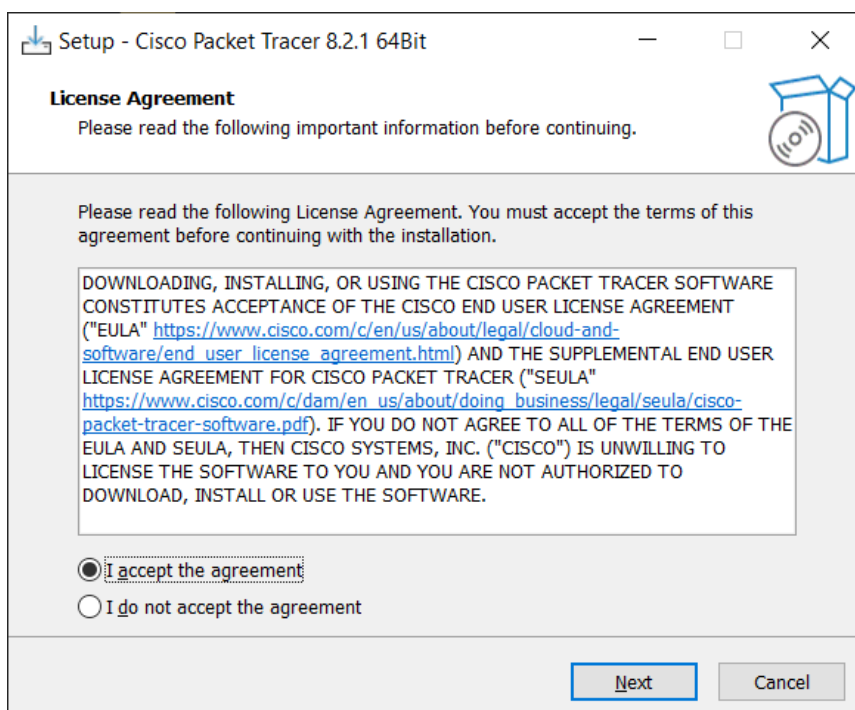 Setup - Cisco Packet Tracer 8.2.1 64Bit
License Agreement
Please read the following important information before continuing.
Please read the following License Agreement. You must accept the terms of this
agreement before continuing with the installation.
DOWNLOADING, INSTALLING, OR USING THE CISCO PACKET TRACER SOFTWARE
CONSTITUTES ACCEPTANCE OF THE CISCO END USER LICENSE AGREEMENT
("EULA" https://www.cisco.com/c/en/us/about/legal/cloud-and-
software/end_user_license_agreement.html) AND THE SUPPLEMENTAL END USER
LICENSE AGREEMENT FOR CISCO PACKET TRACER ("SEULA"
https://www.cisco.com/c/dam/en_us/about/doing_business/legal/seula/cisco-
packet-tracer-software.pdf). IF YOU DO NOT AGREE TO ALL OF THE TERMS OF THE
EULA AND SEULA, THEN CISCO SYSTEMS, INC. ("CISCO") IS UNWILLING TO
LICENSE THE SOFTWARE TO YOU AND YOU ARE NOT AUTHORIZED TO
DOWNLOAD, INSTALL OR USE THE SOFTWARE.
I accept the agreement
I do not accept the agreement
Next
Cancel